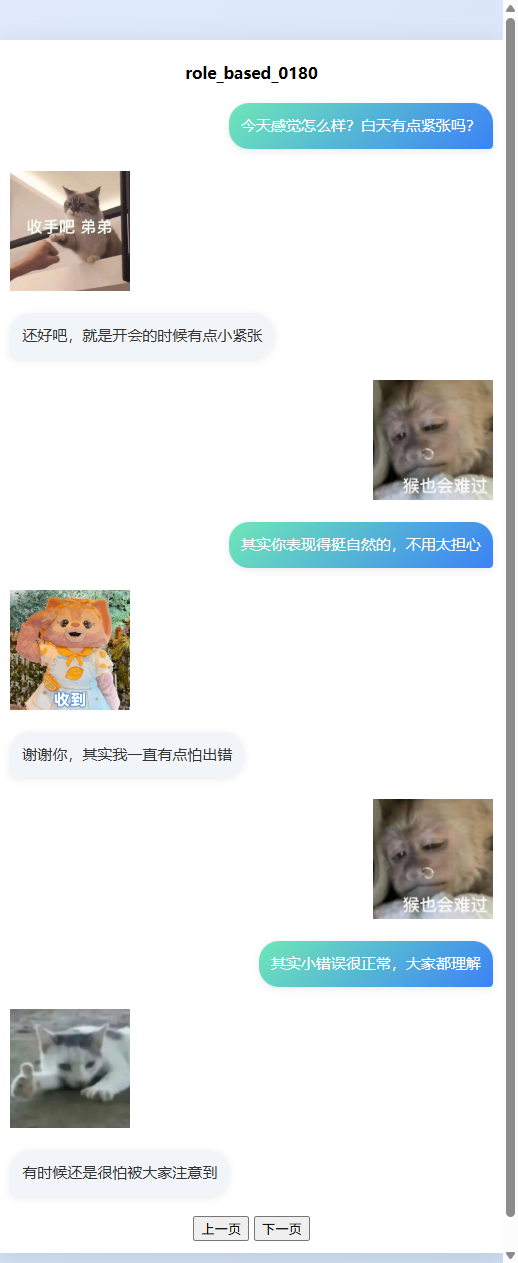 role_based_0180
今天感觉怎么样？白天有点紧张吗？
收手吧 弟弟
还好吧，就是开会的时候有点小紧张
猴也会难过
其实你表现得挺自然的，不用太担心
收到
谢谢你，其实我一直有点怕出错
猴也会难过
其实小错误很正常，大家都理解
有时候还是很怕被大家注意到
上一页 下一页